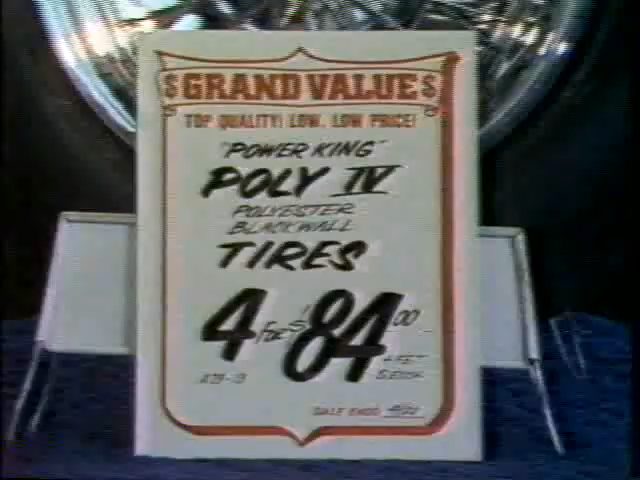 $ GRAND VALUE $
TOP QUALITY! LOW, LOW PRICE!
"POWER KING"
POLY IV
POLYESTER
BLACKWALL
TIRES
4 for $84.00
A78-13
SALE ENDS